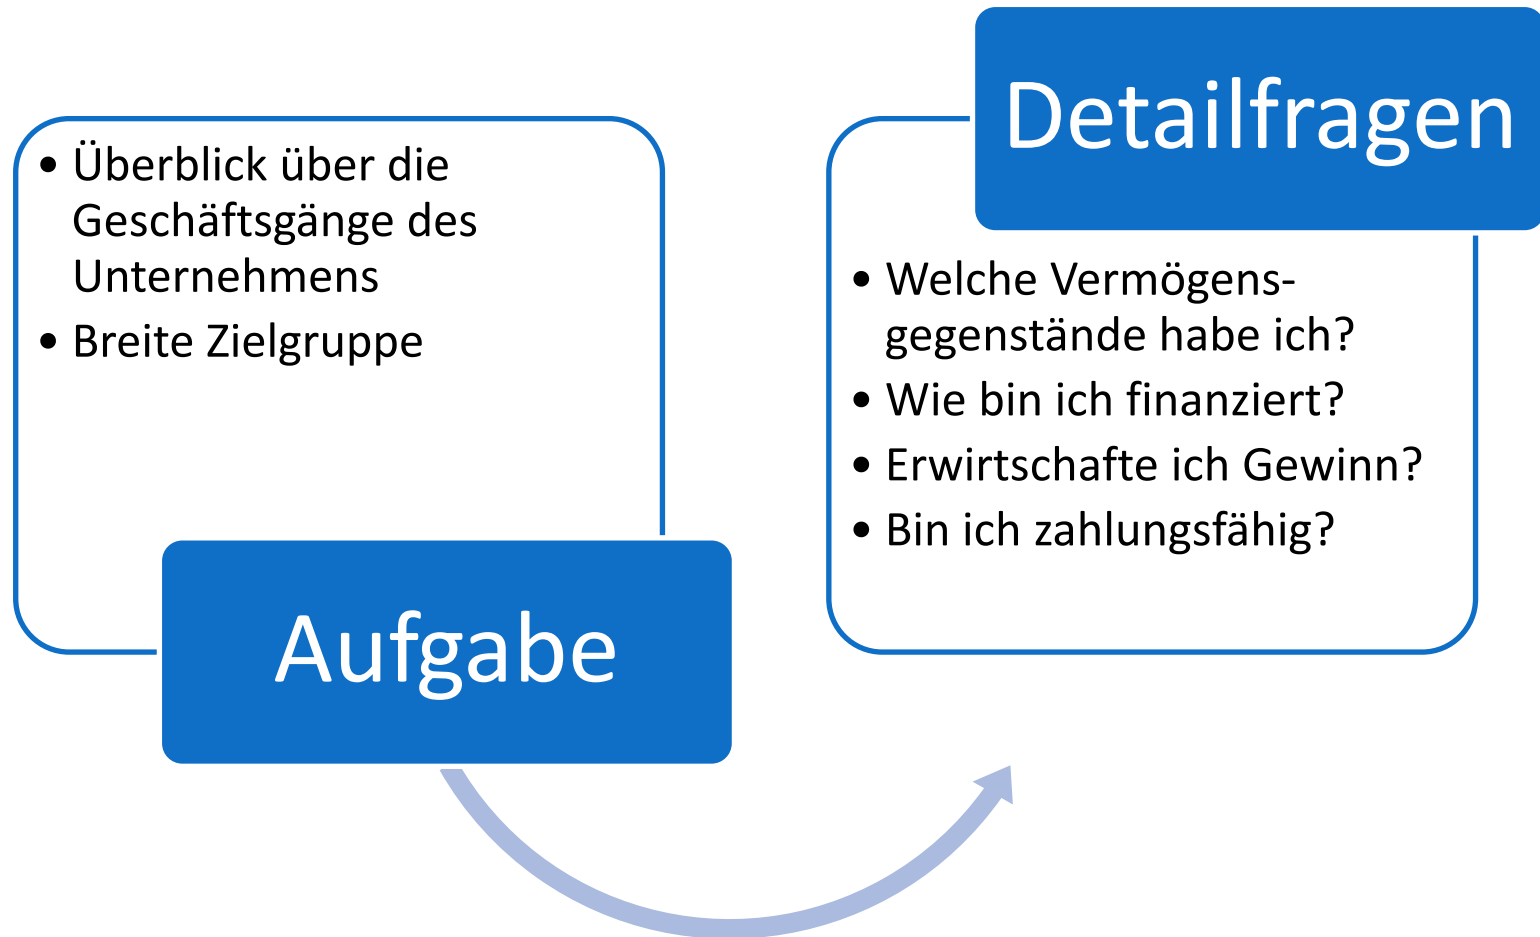 • Überblick über die
Geschäftsgänge des
Unternehmens
• Breite Zielgruppe
Aufgabe
Detailfragen
• Welche Vermögens-
gegenstände habe ich?
• Wie bin ich finanziert?
• Erwirtschafte ich Gewinn?
• Bin ich zahlungsfähig?